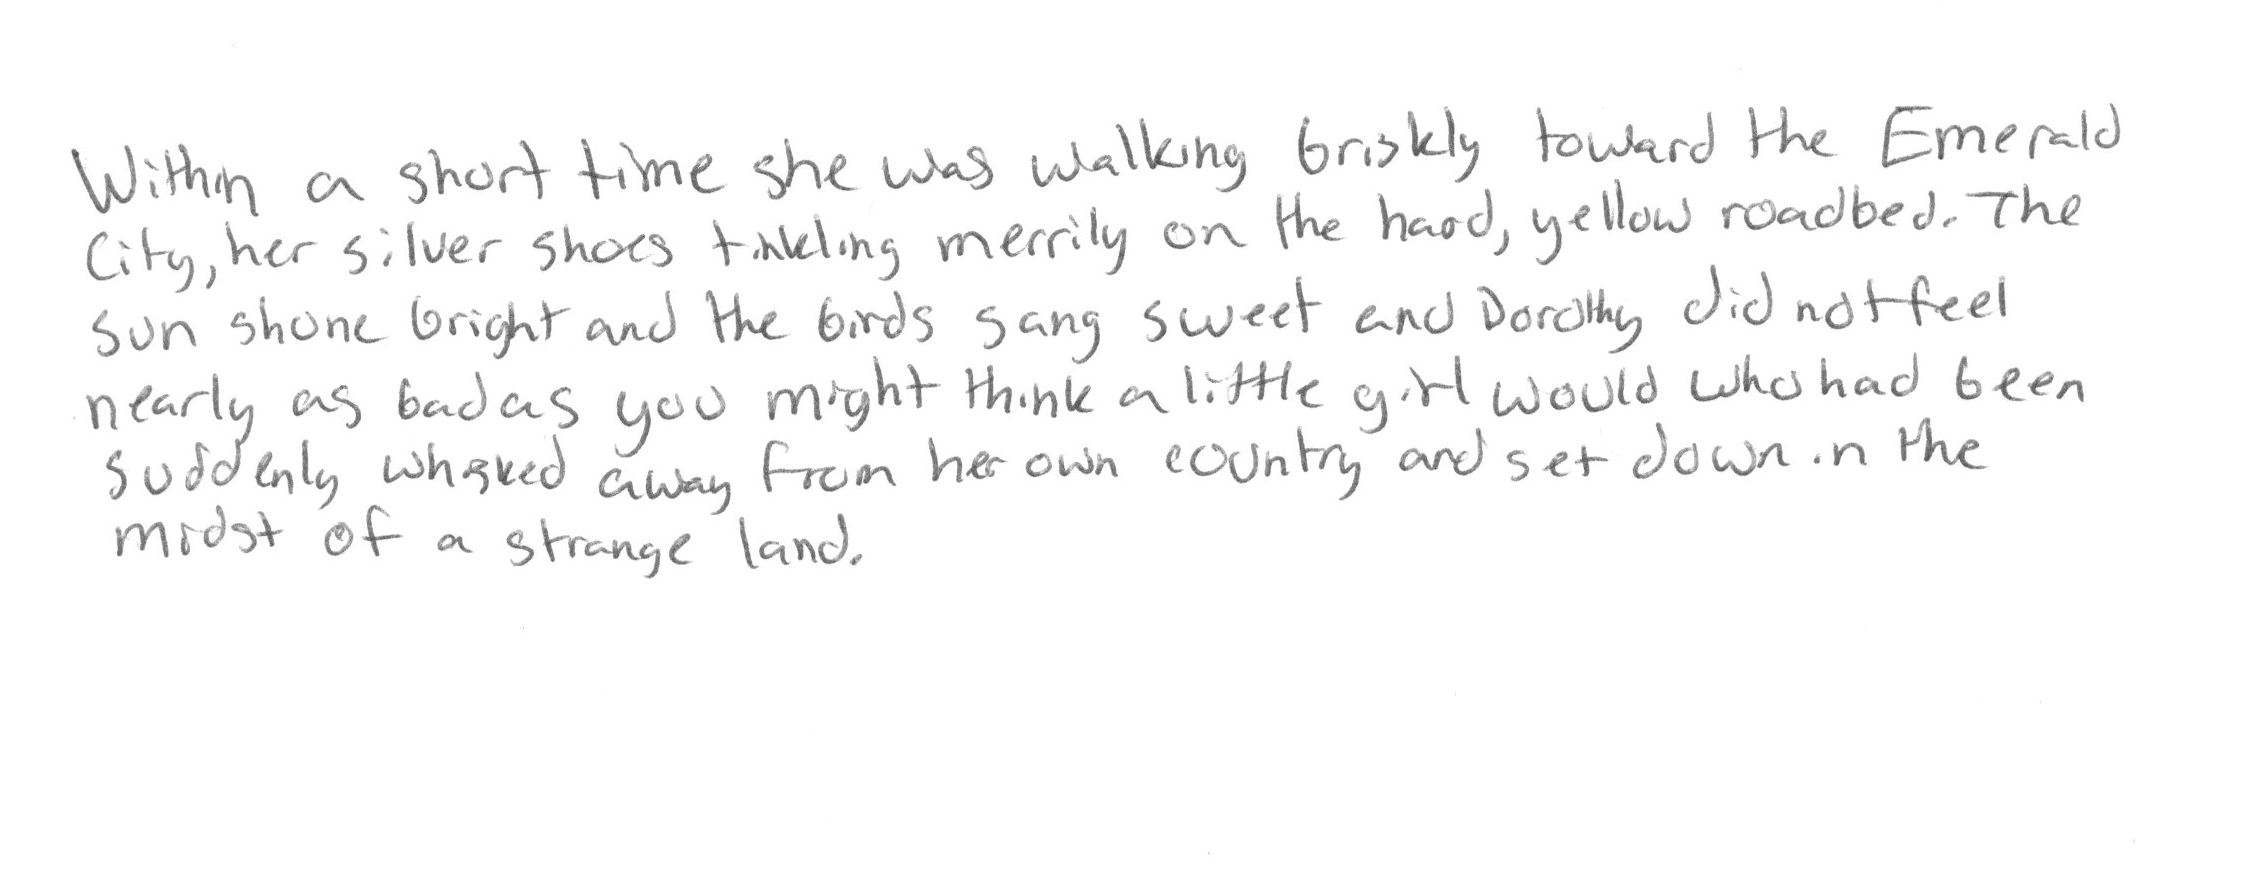 Within a short time she was walking briskly toward the Emerald
City, her silver shoes tinkling merrily on the hard, yellow roadbed. The
sun shone bright and the birds sang sweet and Dorothy did not feel
nearly as bad as you might think a little girl would who had been
suddenly whisked away from her own country and set down in the
midst of a strange land.